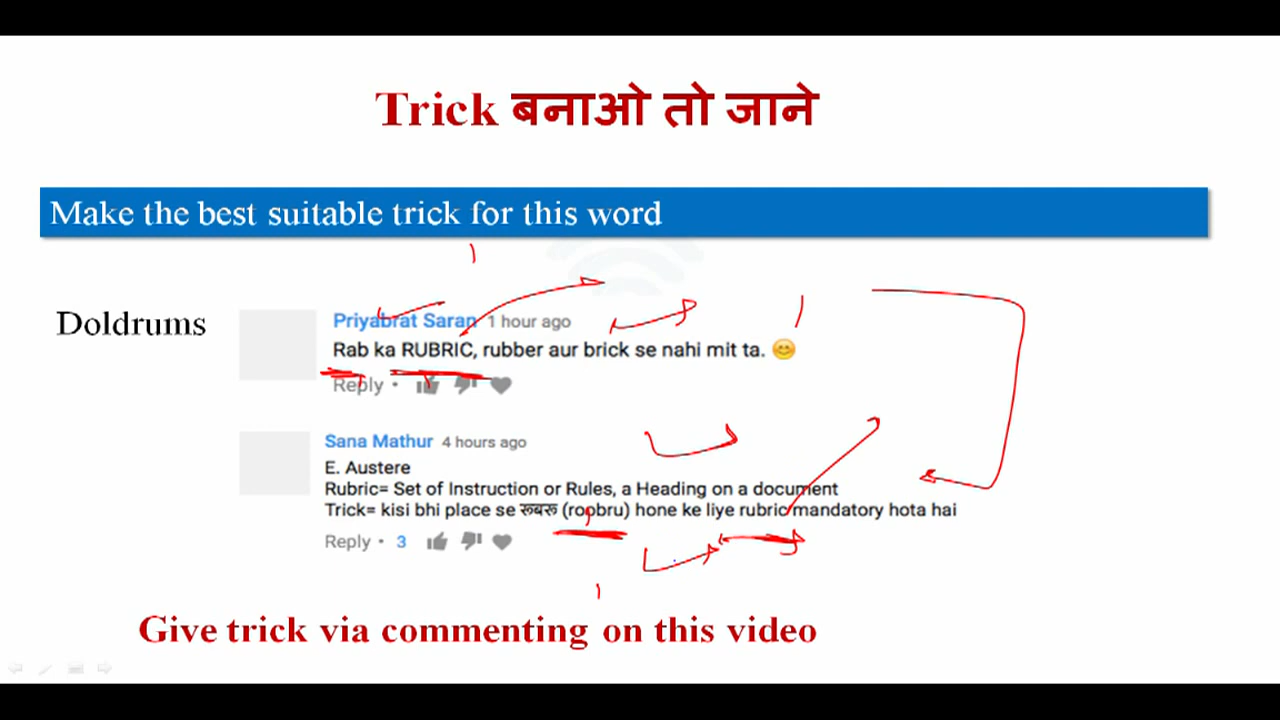 Trick बनाओ तो जाने
Make the best suitable trick for this word
Doldrums
Priyabrat Saran 1 hour ago
Rab ka RUBRIC, rubber aur brick se nahi mit ta. 😊
Reply •
Sana Mathur 4 hours ago
E. Austere
Rubric= Set of Instruction or Rules, a Heading on a document
Trick= kisi bhi place se रूबरू (roobru) hone ke liye rubric mandatory hota hai
Reply • 3
Give trick via commenting on this video